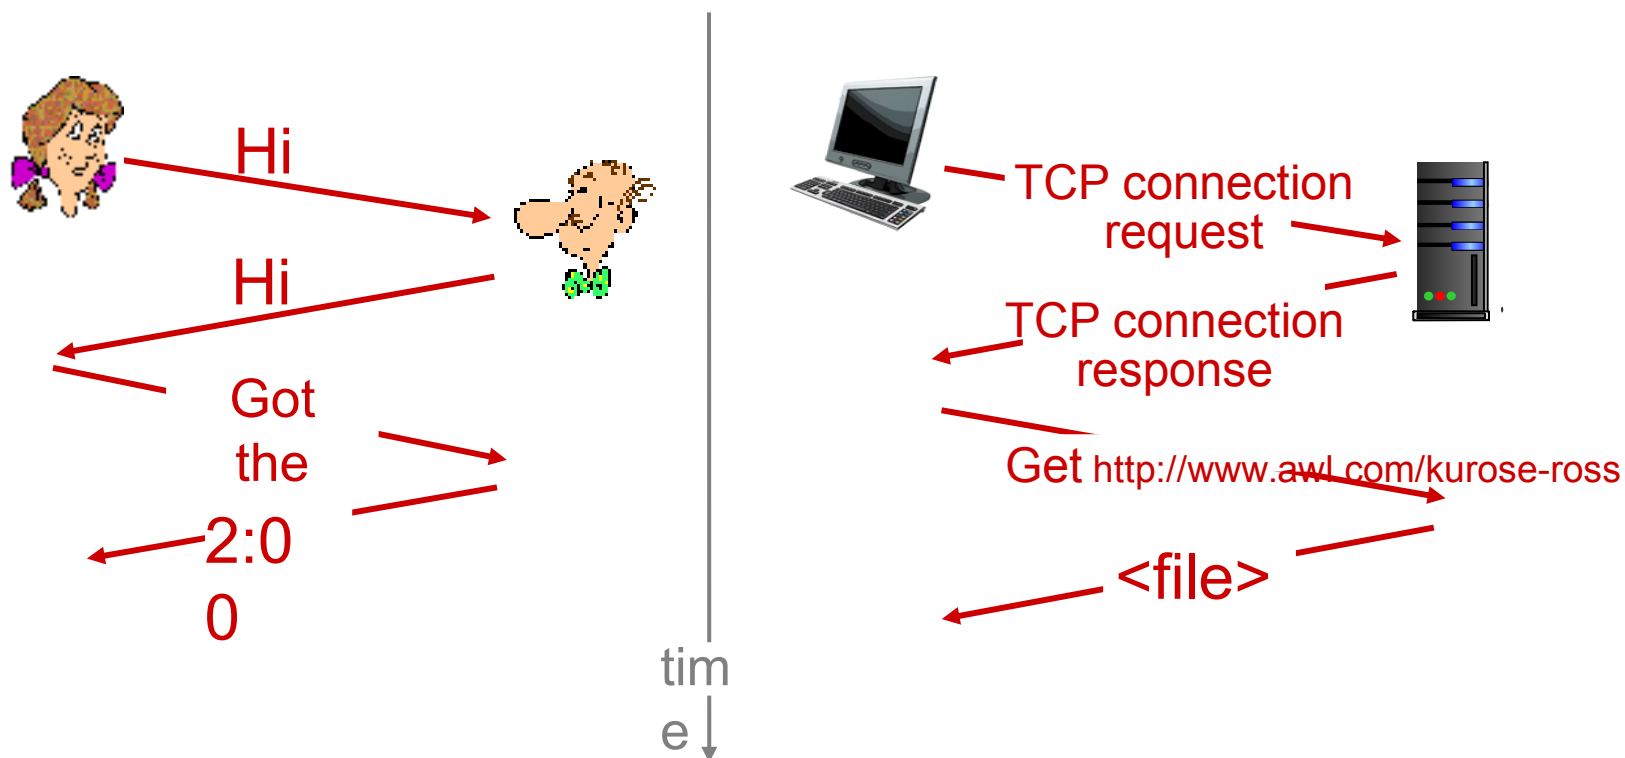 Hi
Hi
Got
the
2:0
0
tim
e
TCP connection
request
TCP connection
response
Get http://www.awl.com/kurose-ross
<file>